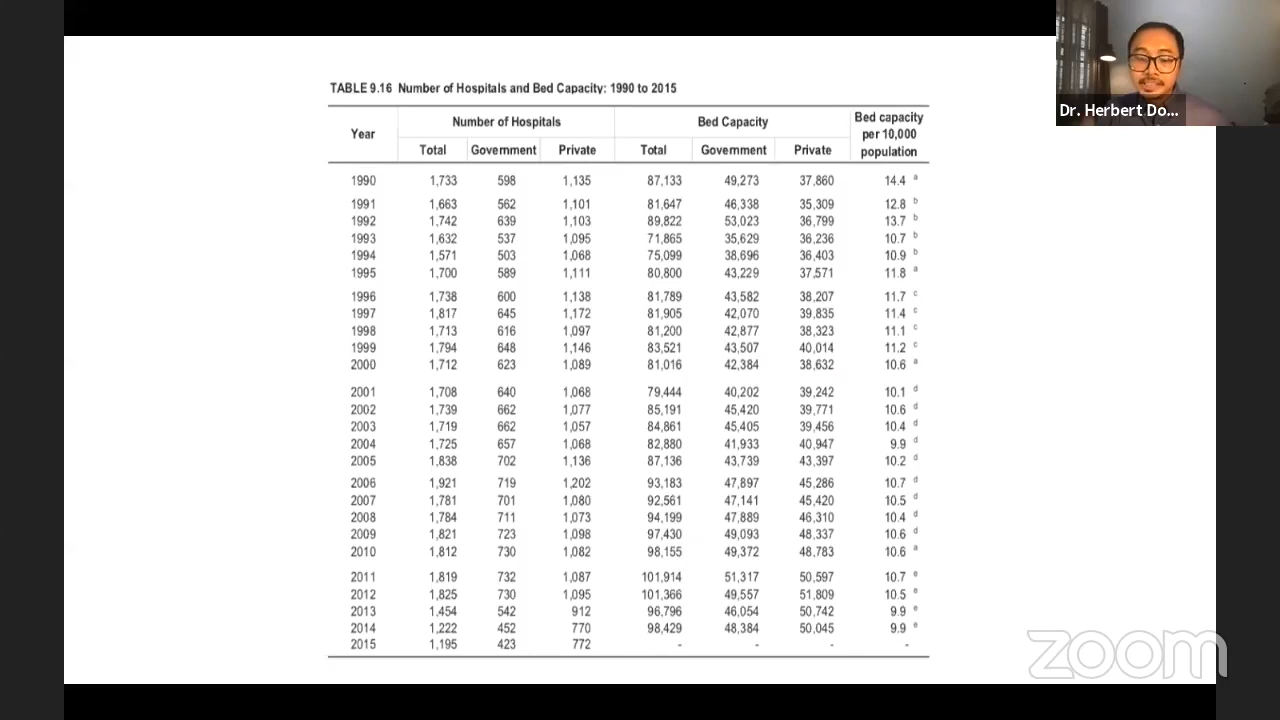 Dr. Herbert Do...
TABLE 9.16 Number of Hospitals and Bed Capacity: 1990 to 2015
Year Number of Hospitals Bed Capacity Bed capacity per 10,000 population
Total Government Private Total Government Private
1990 1,733 598 1,135 87,133 49,273 37,860 14.4 a
1991 1,663 562 1,101 81,647 46,338 35,309 12.8 b
1992 1,742 639 1,103 89,822 53,023 36,799 13.7 b
1993 1,632 537 1,095 71,865 35,629 36,236 10.7 b
1994 1,571 503 1,068 75,099 38,696 36,403 10.9 b
1995 1,700 589 1,111 80,800 43,229 37,571 11.8 a
1996 1,738 600 1,138 81,789 43,582 38,207 11.7 c
1997 1,817 645 1,172 81,905 42,070 39,835 11.4 c
1998 1,713 616 1,097 81,200 42,877 38,323 11.1 c
1999 1,794 648 1,146 83,521 43,507 40,014 11.2 c
2000 1,712 623 1,089 81,016 42,384 38,632 10.6 a
2001 1,708 640 1,068 79,444 40,202 39,242 10.1 d
2002 1,739 662 1,077 85,191 45,420 39,771 10.6 d
2003 1,719 662 1,057 84,861 45,405 39,456 10.4 d
2004 1,725 657 1,068 82,880 41,933 40,947 9.9 d
2005 1,838 702 1,136 87,136 43,739 43,397 10.2 d
2006 1,921 719 1,202 93,183 47,897 45,286 10.7 d
2007 1,781 701 1,080 92,561 47,141 45,420 10.5 d
2008 1,784 711 1,073 94,199 47,889 46,310 10.4 d
2009 1,821 723 1,098 97,430 49,093 48,337 10.6 d
2010 1,812 730 1,082 98,155 49,372 48,783 10.6 a
2011 1,819 732 1,087 101,914 51,317 50,597 10.7 e
2012 1,825 730 1,095 101,366 49,557 51,809 10.5 e
2013 1,454 542 912 96,796 46,054 50,742 9.9 e
2014 1,222 452 770 98,429 48,384 50,045 9.9 e
2015 1,195 423 772 - - - -
zoom